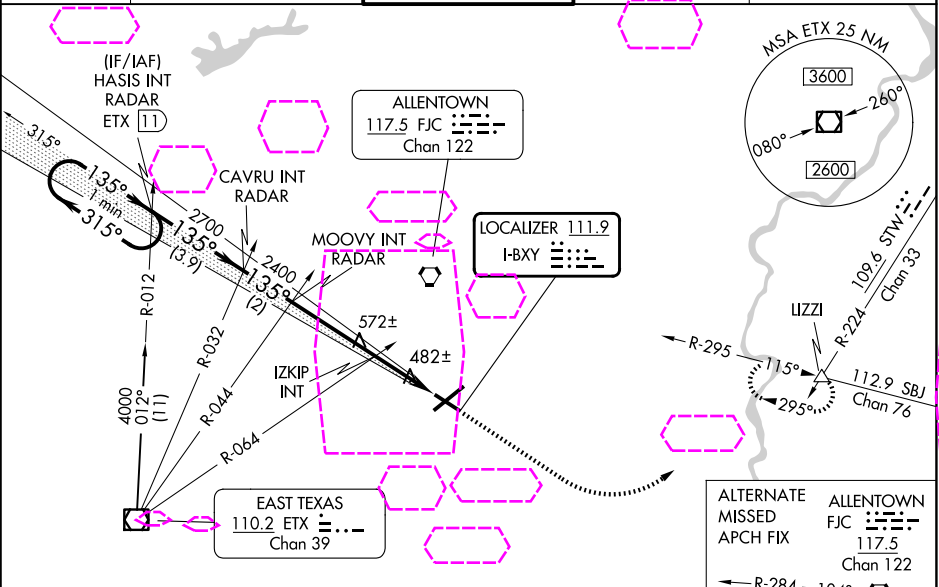 (IF/IAF)
HASIS INT
RADAR
ETX 11
315°
135°
1 min
315°
135°
(3.9)
2700
CAVRU INT
RADAR
135°
(2)
2400
MOOVY INT
RADAR
ALLENTOWN
117.5 FJC
Chan 122
LOCALIZER 111.9
I-BXY
MSA ETX 25 NM
3600
260°
080°
2600
109.6 STW
Chan 33
R-224
LIZZI
R-295
115°
295°
112.9 SBJ
Chan 76
572±
482±
IZKIP
INT
R-012
R-032
R-044
R-064
4000
012°
(11)
EAST TEXAS
110.2 ETX
Chan 39
ALTERNATE
MISSED
APCH FIX
ALLENTOWN
FJC
117.5
Chan 122
R-284